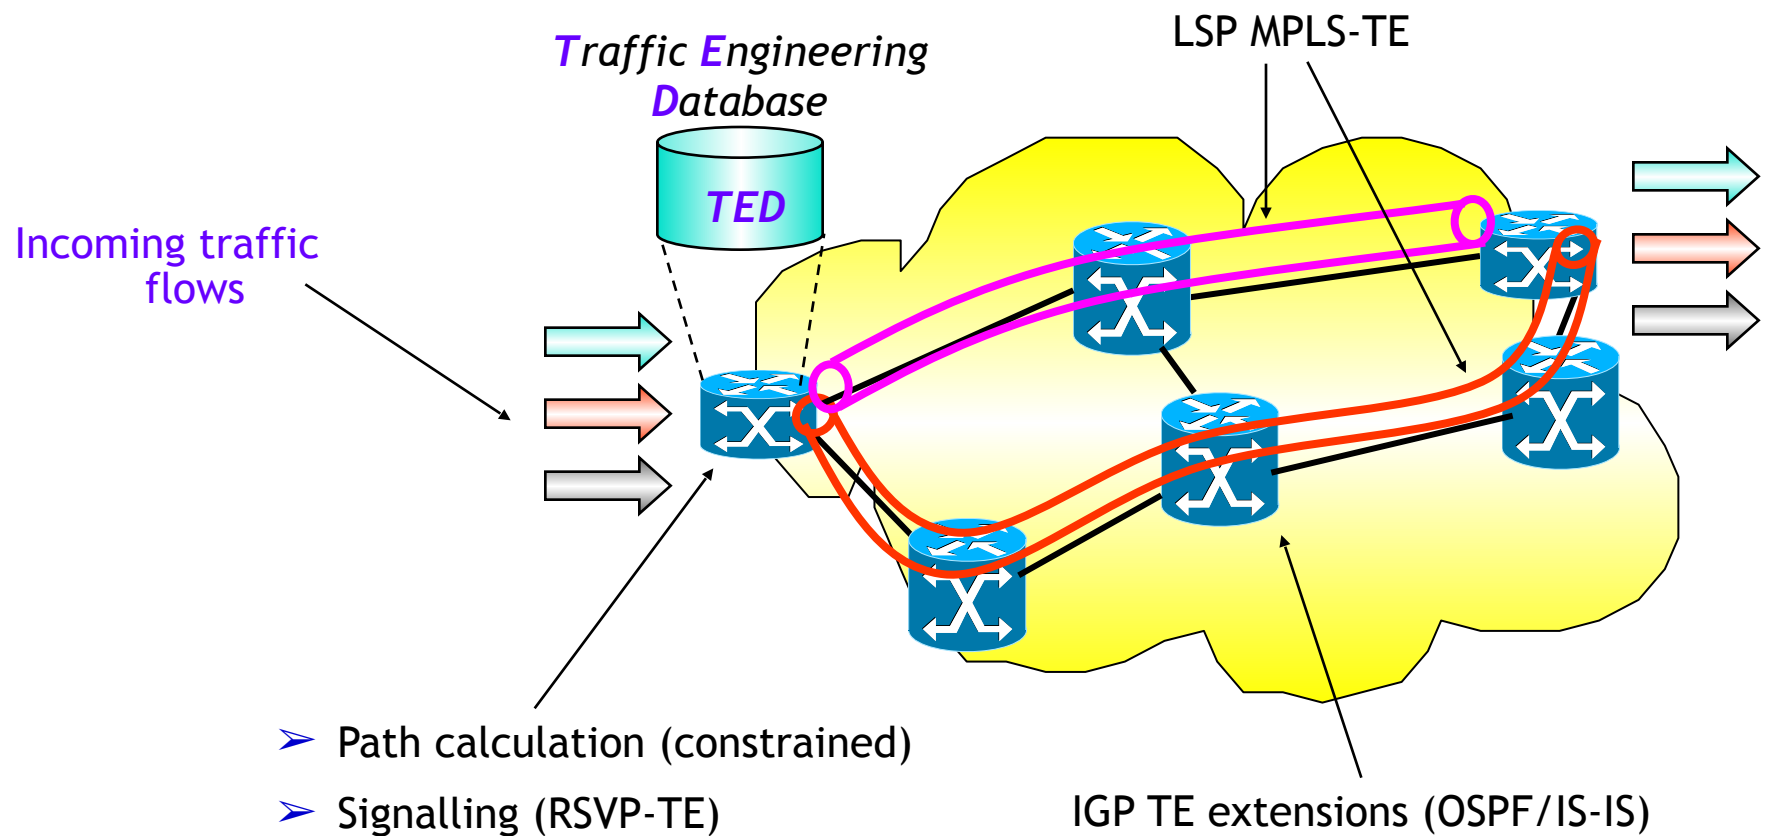 LSP MPLS-TE
Traffic Engineering
Database
TED
Incoming traffic
flows
➢ Path calculation (constrained)
➢ Signalling (RSVP-TE)
IGP TE extensions (OSPF/IS-IS)